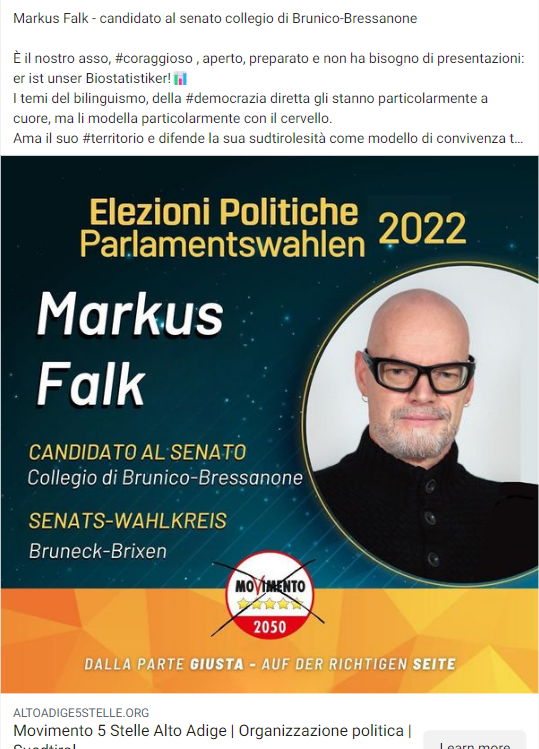 Markus Falk - candidato al senato collegio di Brunico-Bressanone
È il nostro asso, #coraggioso , aperto, preparato e non ha bisogno di presentazioni:
er ist unser Biostatistiker!📊
I temi del bilinguismo, della #democrazia diretta gli stanno particolarmente a
cuore, ma li modella particolarmente con il cervello.
Ama il suo #territorio e difende la sua sudtirolesità come modello di convivenza t...
Elezioni Politiche
Parlamentswahlen
2022
Markus
Falk
CANDIDATO AL SENATO
Collegio di Brunico-Bressanone
SENATS-WAHLKREIS
Bruneck-Brixen
MOVIMENTO
2050
DALLA PARTE GIUSTA - AUF DER RICHTIGEN SEITE
ALTOADIGE5STELLE.ORG
Movimento 5 Stelle Alto Adige | Organizzazione politica |
Suedtirol
Learn more